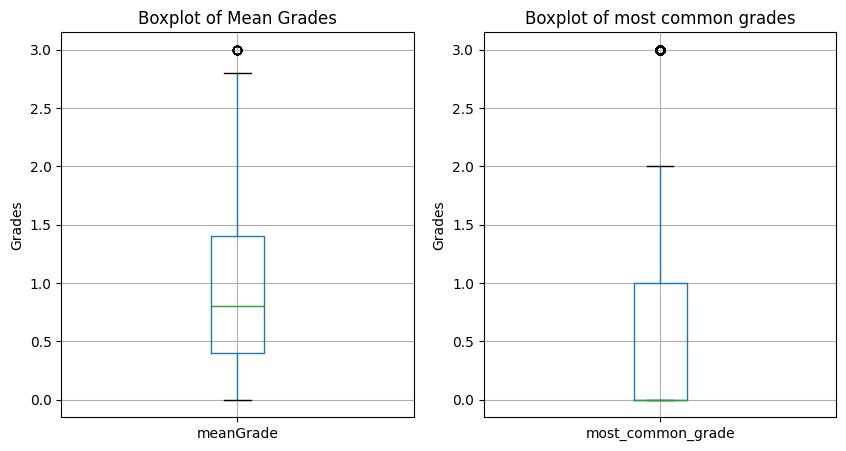 Boxplot of Mean Grades
Grades
3.0
2.5
2.0
1.5
1.0
0.5
0.0
meanGrade
Boxplot of most common grades
Grades
3.0
2.5
2.0
1.5
1.0
0.5
0.0
most_common_grade